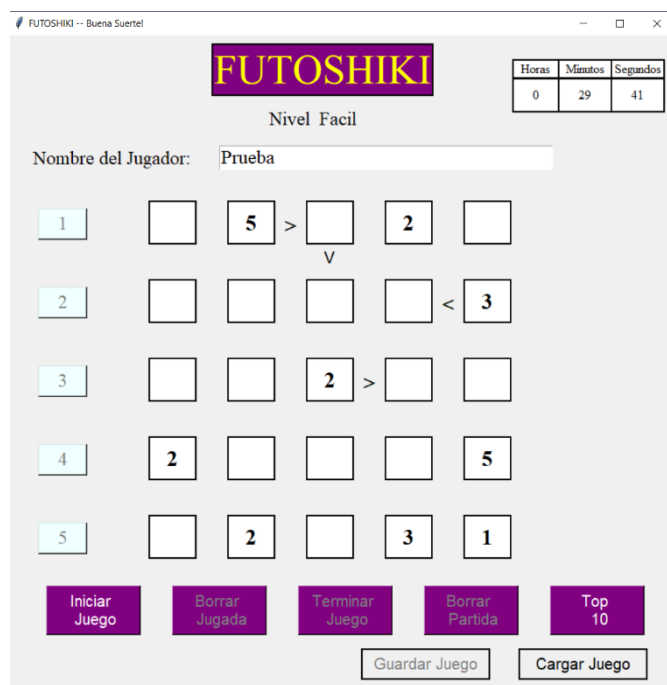 FUTOSHIKI -- Buena Suerte!
FUTOSHIKI
Horas Minutos Segundos
0 29 41
Nivel Facil
Nombre del Jugador: Prueba
1 5 > 2
V
2 < 3
3 2 >
4 2 5
5 2 3 1
Iniciar Borrar Terminar Borrar Top
Juego Jugada Juego Partida 10
Guardar Juego Cargar Juego